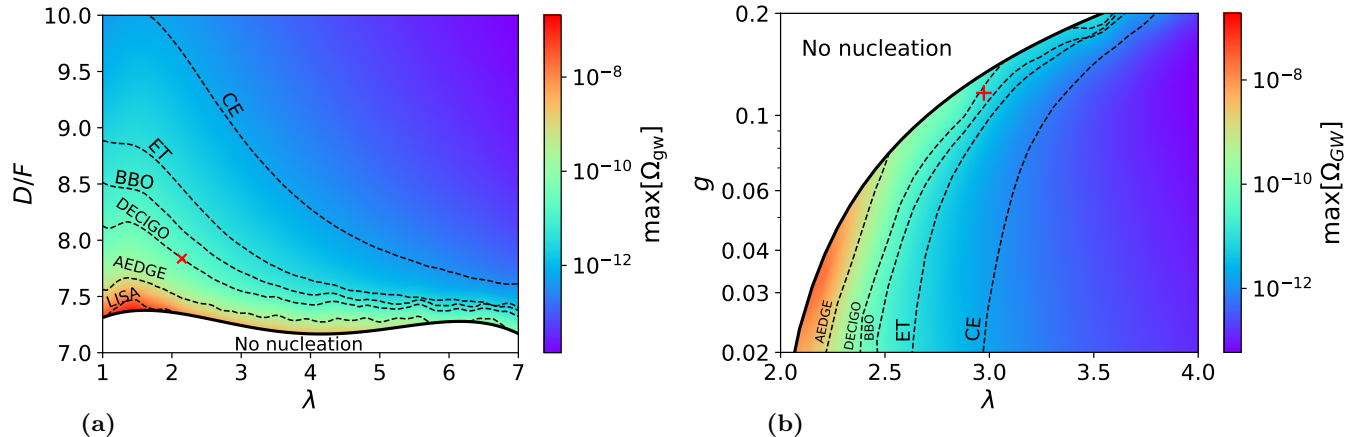 10.0
9.5
9.0
8.5
8.0
7.5
7.0
D/F
1 2 3 4 5 6 7
λ
CE
ET
BBO
DECIGO
AEDGE
LISA
No nucleation
10⁻⁸
10⁻¹⁰
10⁻¹²
max[Ω_gw]
(a)
0.2
0.1
0.06
0.04
0.03
0.02
g
2.0 2.5 3.0 3.5 4.0
λ
No nucleation
AEDGE
DECIGO
BBO
ET
CE
10⁻⁸
10⁻¹⁰
10⁻¹²
max[Ω_GW]
(b)